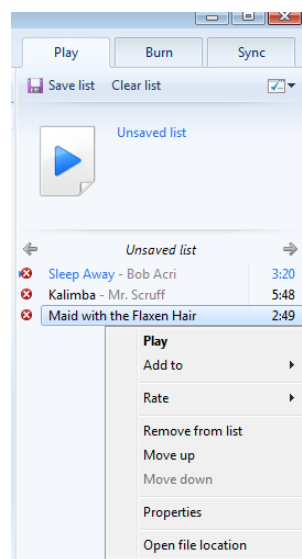 Play Burn Sync
Save list Clear list
Unsaved list
Unsaved list
Sleep Away - Bob Acri 3:20
Kalimba - Mr. Scruff 5:48
Maid with the Flaxen Hair 2:49
Play
Add to
Rate
Remove from list
Move up
Move down
Properties
Open file location